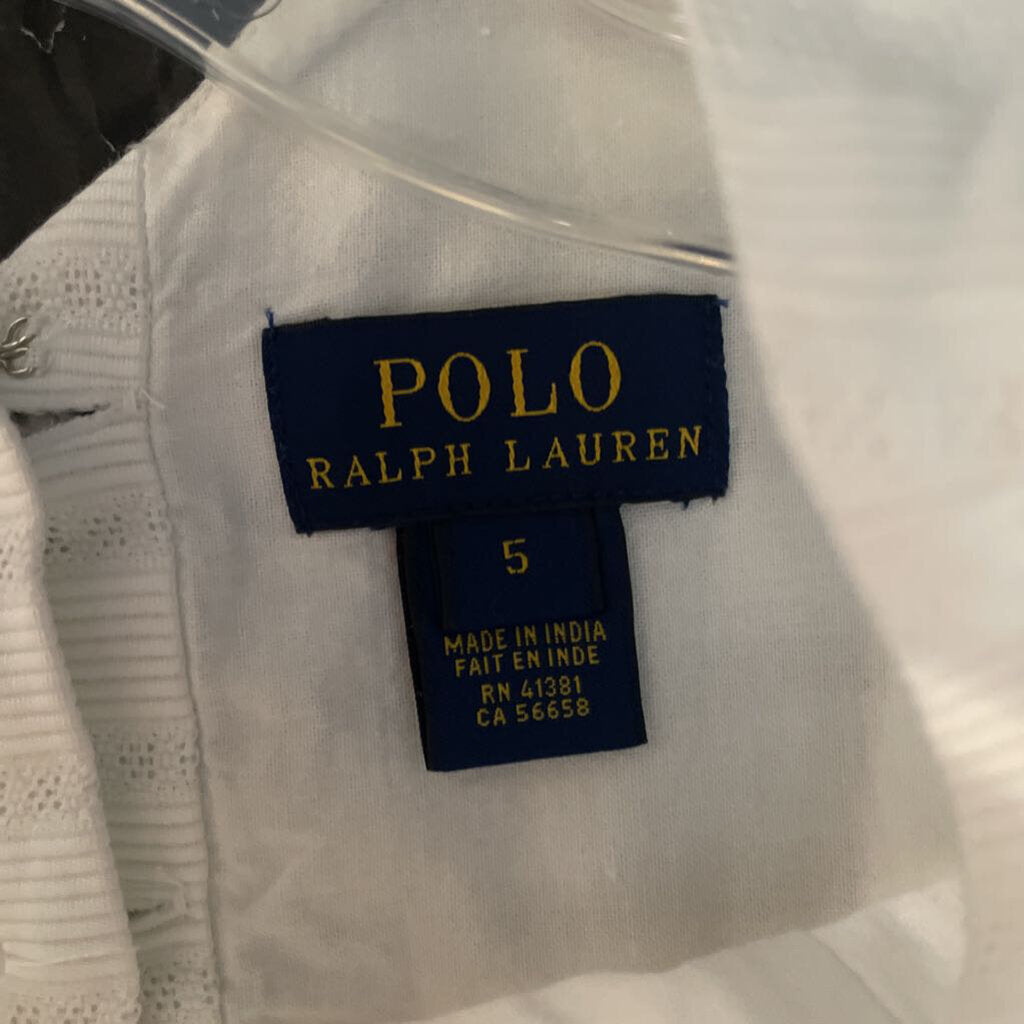 POLO
RALPH LAUREN
5
MADE IN INDIA
FAIT EN INDE
RN 41381
CA 56658